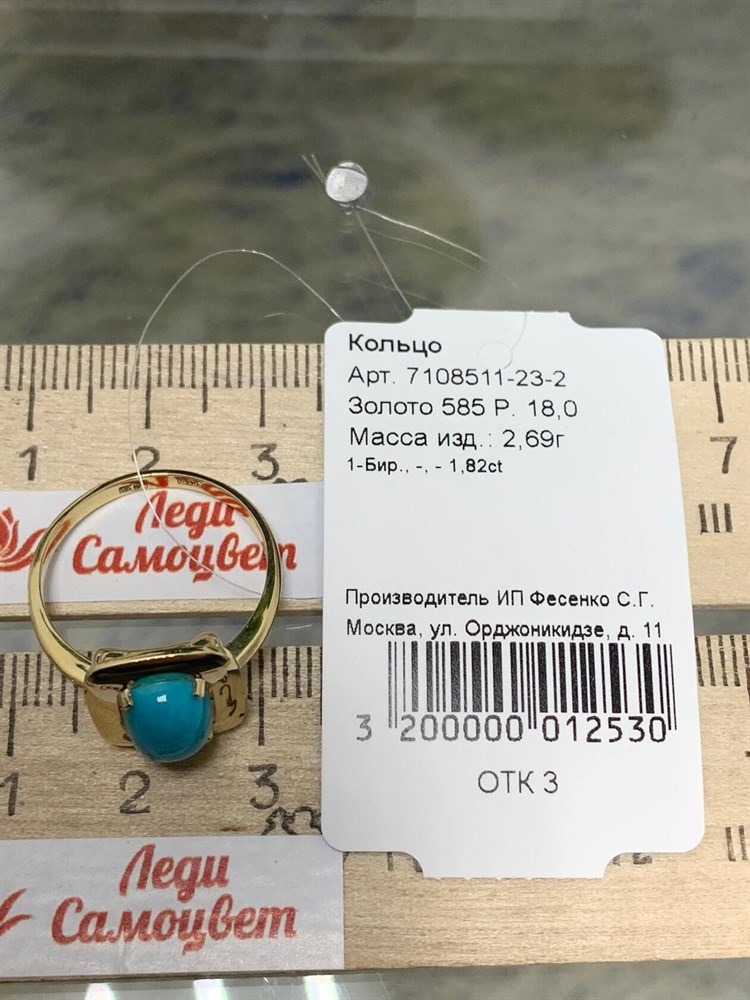 Кольцо
Арт. 7108511-23-2
Золото 585 Р. 18,0
Масса изд.: 2,69г
1-Бир., -, - 1,82ct
Производитель ИП Фесенко С.Г.
Москва, ул. Орджоникидзе, д. 11
3 200000 012530
ОТК 3
1 2 3 7
III
Леди
Самоцвет
3
1 2 3
Леди
Самоцвет